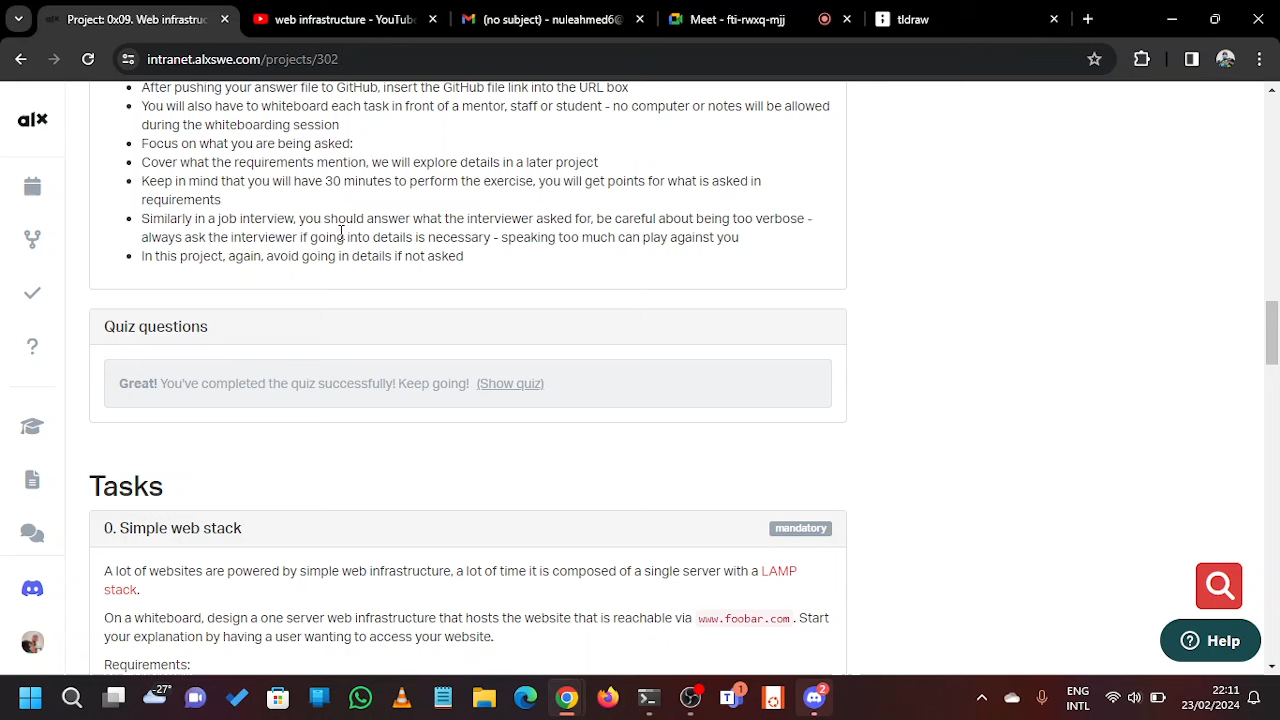 Project 0x09. Web infrastruc
web infrastructure - YouTub
(no subject) - nuleahmed6@
Meet - fti-rwxq-mjj
tldraw
intranet.alxswe.com/projects/302
alx
After pushing your answer file to GitHub, insert the GitHub file link into the URL box
You will also have to whiteboard each task in front of a mentor, staff or student - no computer or notes will be allowed
during the whiteboarding session
Focus on what you are being asked:
Cover what the requirements mention, we will explore details in a later project
Keep in mind that you will have 30 minutes to perform the exercise, you will get points for what is asked in
requirements
Similarly in a job interview, you should answer what the interviewer asked for, be careful about being too verbose -
always ask the interviewer if going into details is necessary - speaking too much can play against you
In this project, again, avoid going in details if not asked
Quiz questions
Great! You've completed the quiz successfully! Keep going! (Show quiz)
Tasks
0. Simple web stack
mandatory
A lot of websites are powered by simple web infrastructure, a lot of time it is composed of a single server with a LAMP
stack.
On a whiteboard, design a one server web infrastructure that hosts the website that is reachable via www.foobar.com. Start
your explanation by having a user wanting to access your website.
Requirements:
Help
27°
1
2
ENG
INTL
22:11
23/02/2024